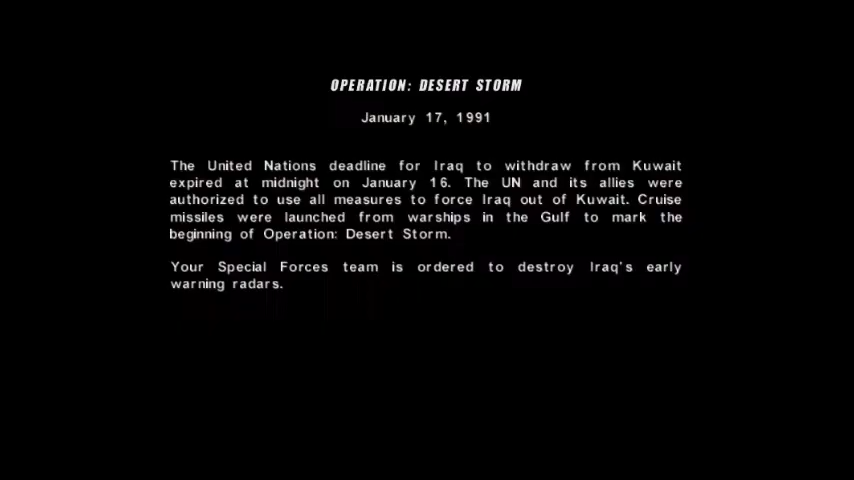 OPERATION: DESERT STORM
January 17, 1991
The United Nations deadline for Iraq to withdraw from Kuwait
expired at midnight on January 16. The UN and its allies were
authorized to use all measures to force Iraq out of Kuwait. Cruise
missiles were launched from warships in the Gulf to mark the
beginning of Operation: Desert Storm.
Your Special Forces team is ordered to destroy Iraq's early
warning radars.